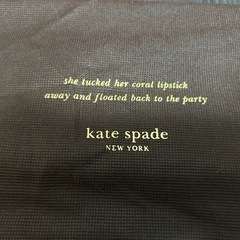 she tucked her coral lipstick
away and floated back to the party
kate spade
NEW YORK